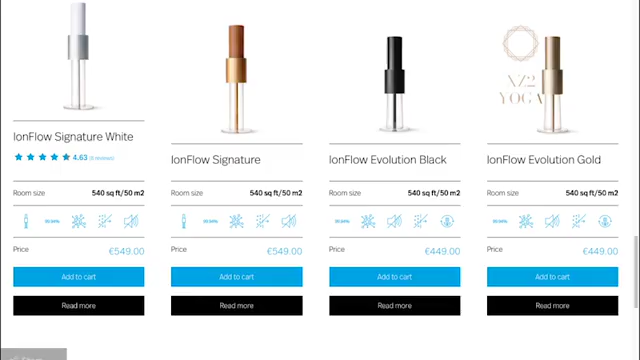 IonFlow Signature White
4.63 (8 reviews)
Room size 540 sq ft/50 m2
Price €549.00
Add to cart
Read more
IonFlow Signature
Room size 540 sq ft/50 m2
Price €549.00
Add to cart
Read more
IonFlow Evolution Black
Room size 540 sq ft/50 m2
Price €449.00
Add to cart
Read more
NZ2
YOGA
IonFlow Evolution Gold
Room size 540 sq ft/50 m2
Price €449.00
Add to cart
Read more